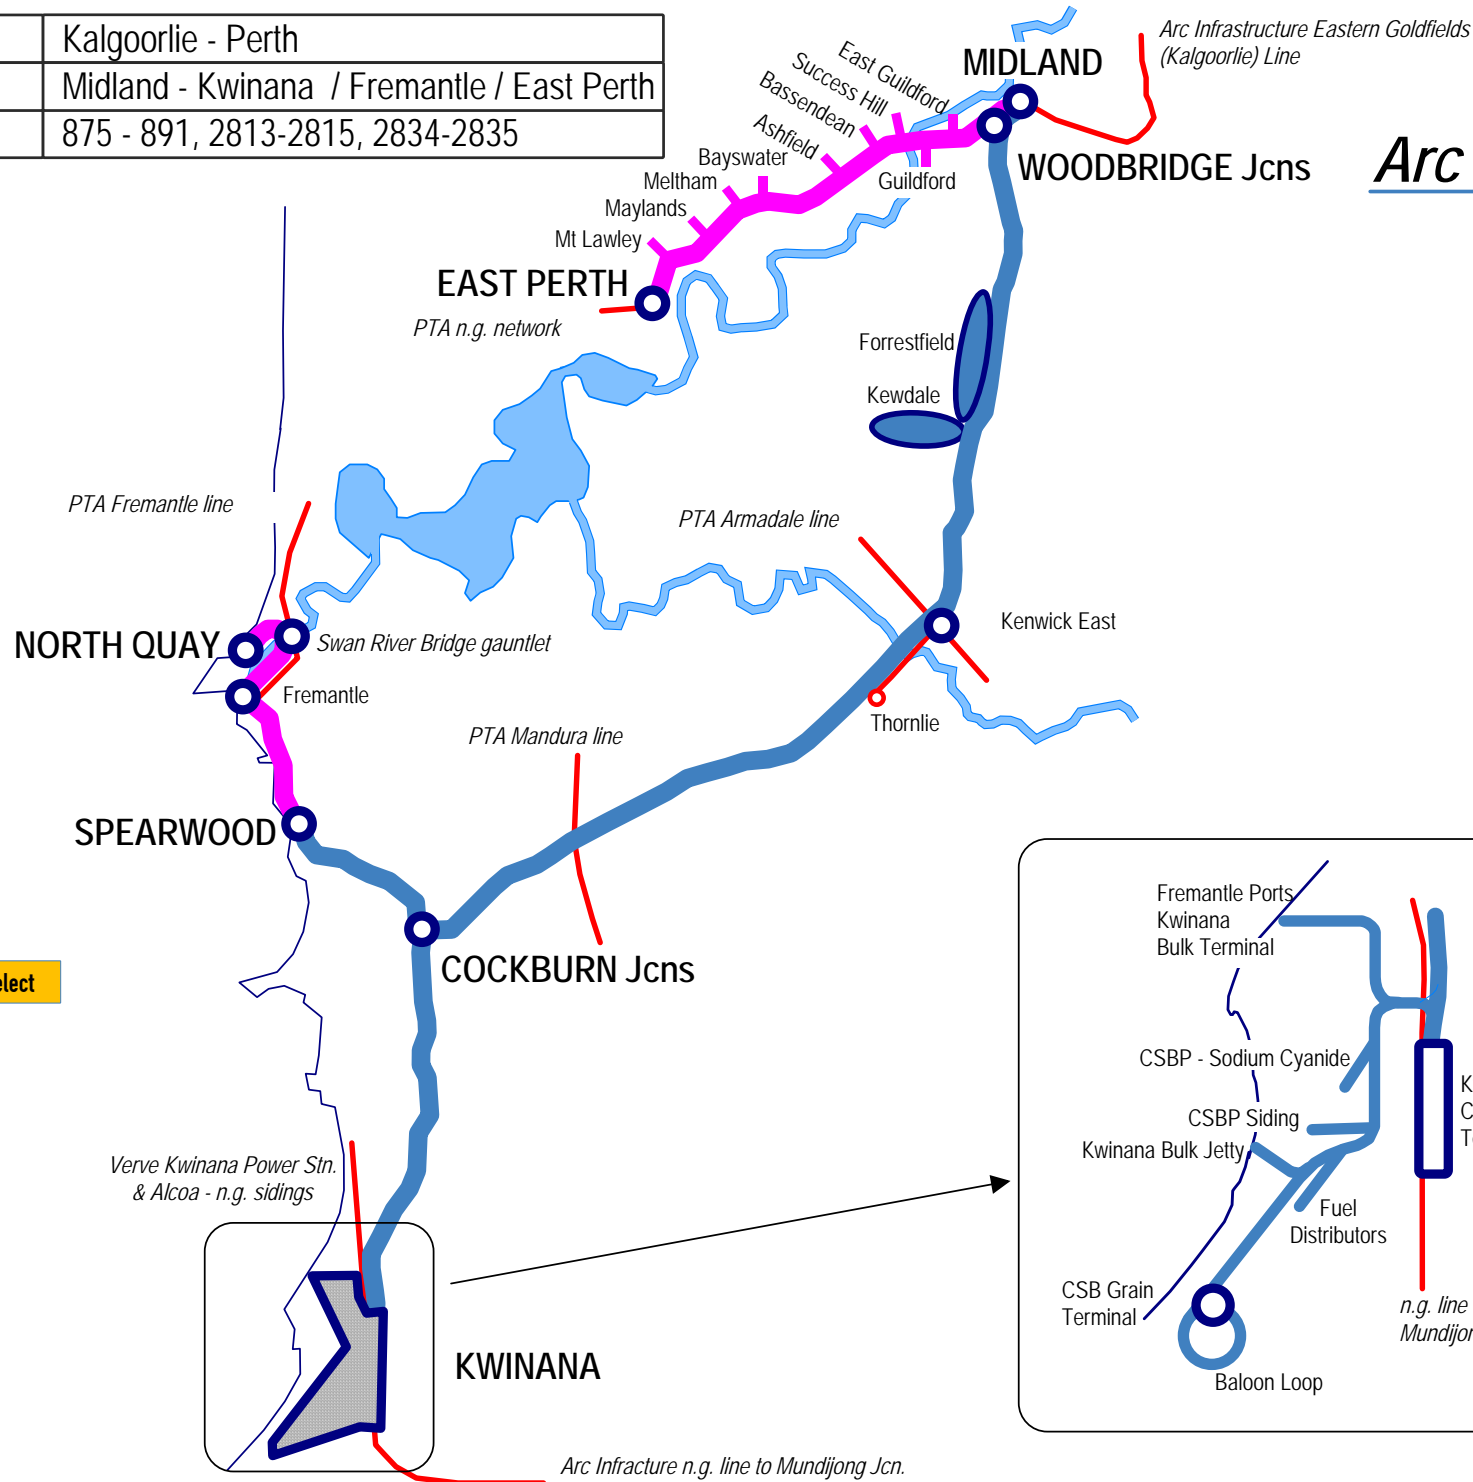 Kalgoorlie - Perth
Midland - Kwinana / Fremantle / East Perth
875 - 891, 2813-2815, 2834-2835
Arc Infrastructure Eastern Goldfields
(Kalgoorlie) Line
Arc
MIDLAND
East Guildford
Success Hill
Bassendean
Ashfield
Bayswater
Meltham
Maylands
Mt Lawley
Guildford
WOODBRIDGE Jcns
EAST PERTH
PTA n.g. network
Forrestfield
Kewdale
PTA Fremantle line
PTA Armadale line
NORTH QUAY
Swan River Bridge gauntlet
Kenwick East
Fremantle
Thornlie
PTA Mandura line
SPEARWOOD
COCKBURN Jcns
elect
Fremantle Ports
Kwinana
Bulk Terminal
CSBP - Sodium Cyanide
CSBP Siding
Kwinana Bulk Jetty
K
C
T
Fuel
Distributors
CSB Grain
Terminal
n.g. line
Mundijon
Baloon Loop
Verve Kwinana Power Stn.
& Alcoa - n.g. sidings
KWINANA
Arc Infracture n.g. line to Mundijong Jcn.